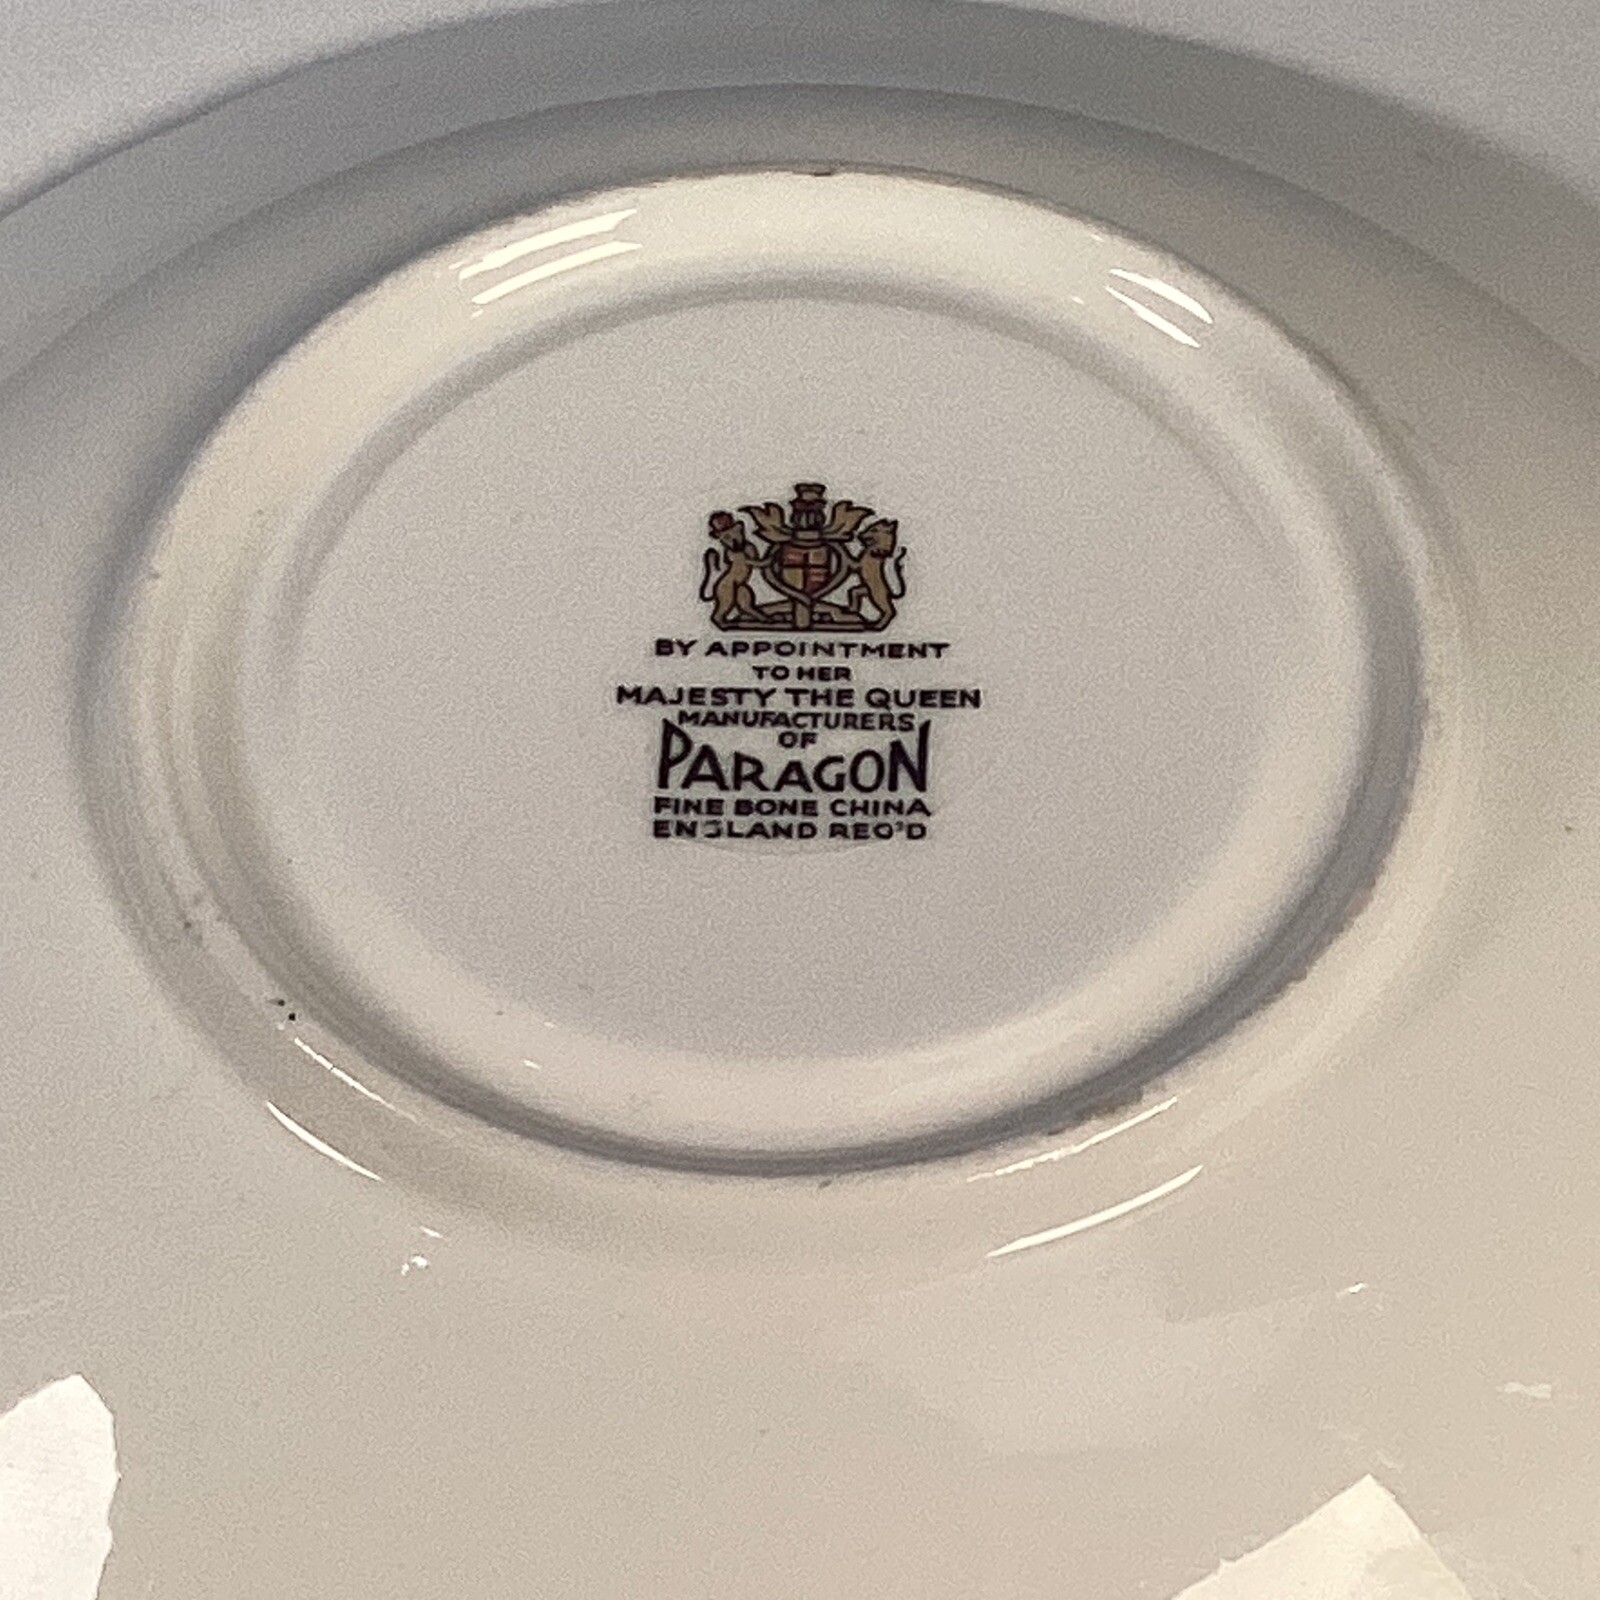 BY APPOINTMENT
TO HER
MAJESTY THE QUEEN
MANUFACTURERS
OF
PARAGON
FINE BONE CHINA
ENGLAND REG'D